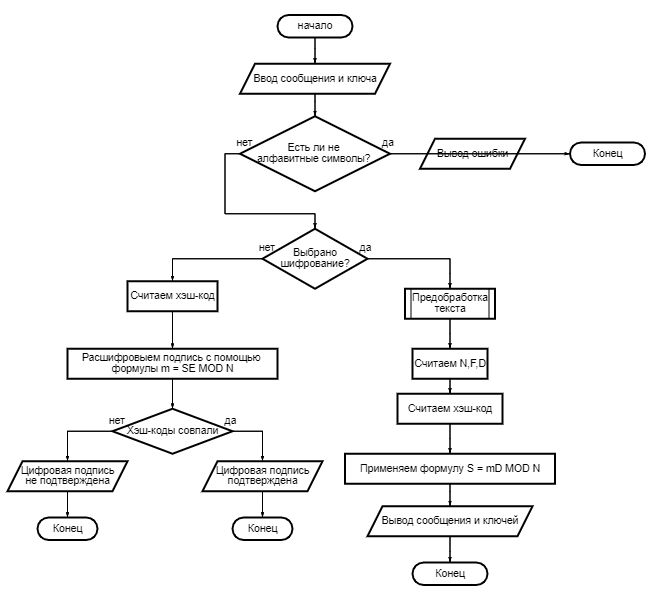 начало
Ввод сообщения и ключа
Есть ли не
алфавитные символы?
нет
да
Вывод ошибки
Конец
Выбрано
шифрование?
нет
да
Считаем хэш-код
Предобработка
текста
Расшифровыем подпись с помощью
формулы m = SE MOD N
Считаем N,F,D
Считаем хэш-код
нет
да
Хэш-коды совпали
Цифровая подпись
не подтверждена
Цифровая подпись
подтверждена
Применяем формулу S = mD MOD N
Вывод сообщения и ключей
Конец
Конец
Конец